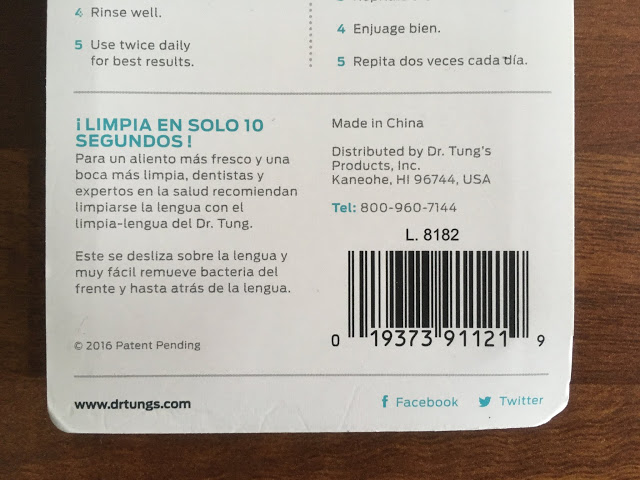 4 Rinse well.
5 Use twice daily
for best results.
4 Enjuage bien.
5 Repita dos veces cada día.
¡LIMPIA EN SOLO 10
SEGUNDOS!
Para un aliento más fresco y una
boca más limpia, dentistas y
expertos en la salud recomiendan
limpiarse la lengua con el
limpia-lengua del Dr. Tung.
Este se desliza sobre la lengua y
muy fácil remueve bacteria del
frente y hasta atrás de la lengua.
© 2016 Patent Pending
Made in China
Distributed by Dr. Tung's
Products, Inc.
Kaneohe, HI 96744, USA
Tel: 800-960-7144
L. 8182
0 19373 91121 9
www.drtungs.com
Facebook Twitter